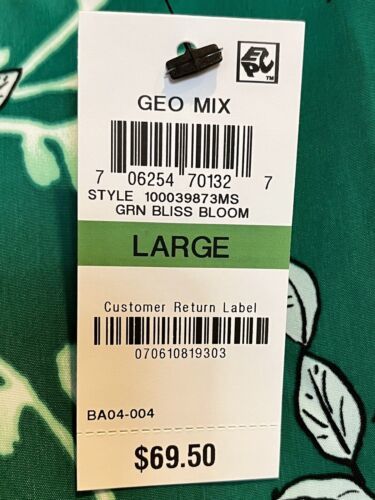 EPC™
GEO MIX
7 06254 70132 7
STYLE 100039873MS
GRN BLISS BLOOM
LARGE
Customer Return Label
070610819303
BA04-004
$69.50